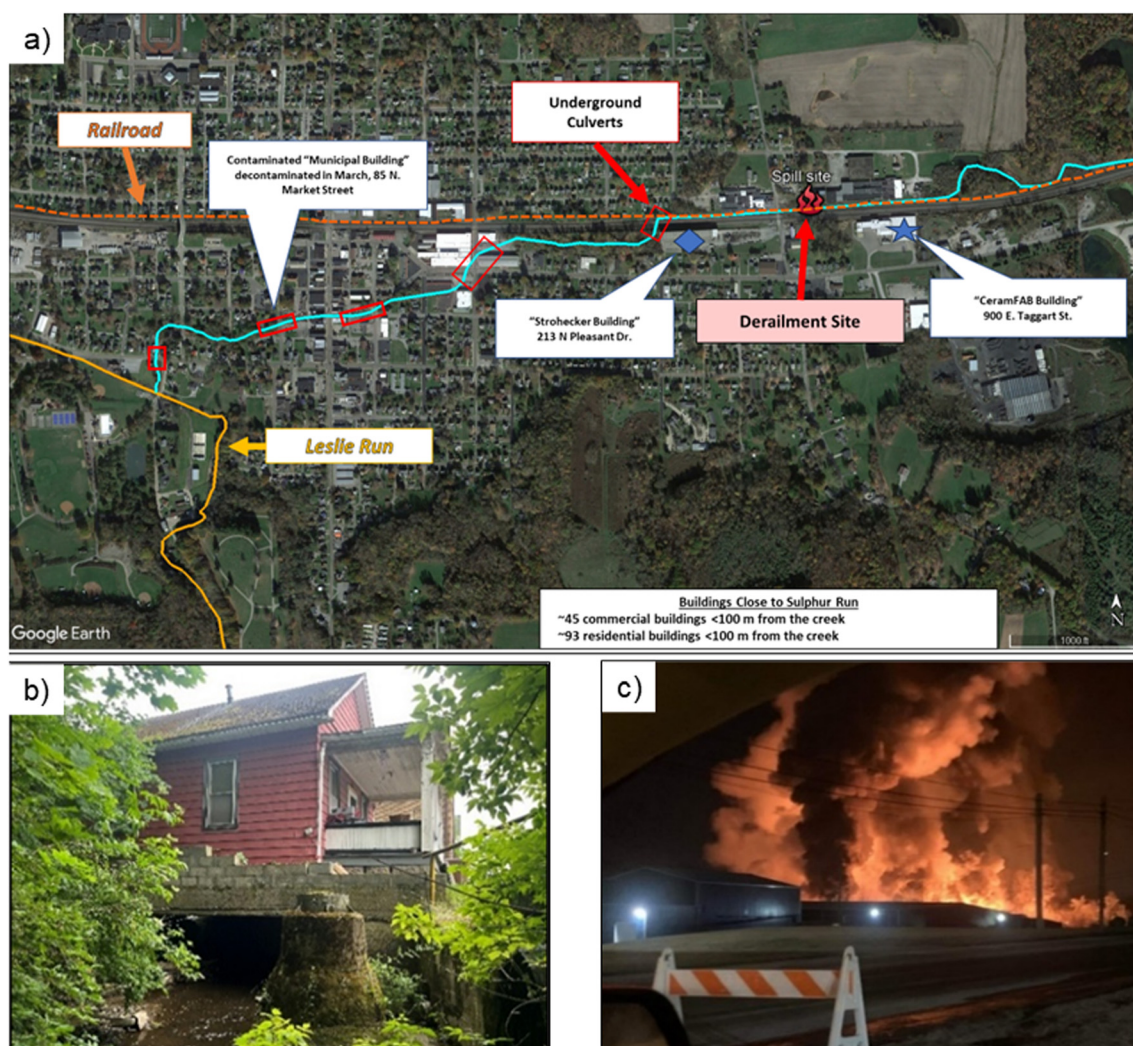 a)
Railroad
Contaminated “Municipal Building”
decontaminated in March, 85 N.
Market Street
Underground
Culverts
Spill site
“Strohecker Building”
213 N Pleasant Dr.
Derailment Site
“CeramFAB Building”
900 E. Taggart St.
Leslie Run
Buildings Close to Sulphur Run
~45 commercial buildings <100 m from the creek
~93 residential buildings <100 m from the creek
N
1000 ft
Google Earth
b)
c)